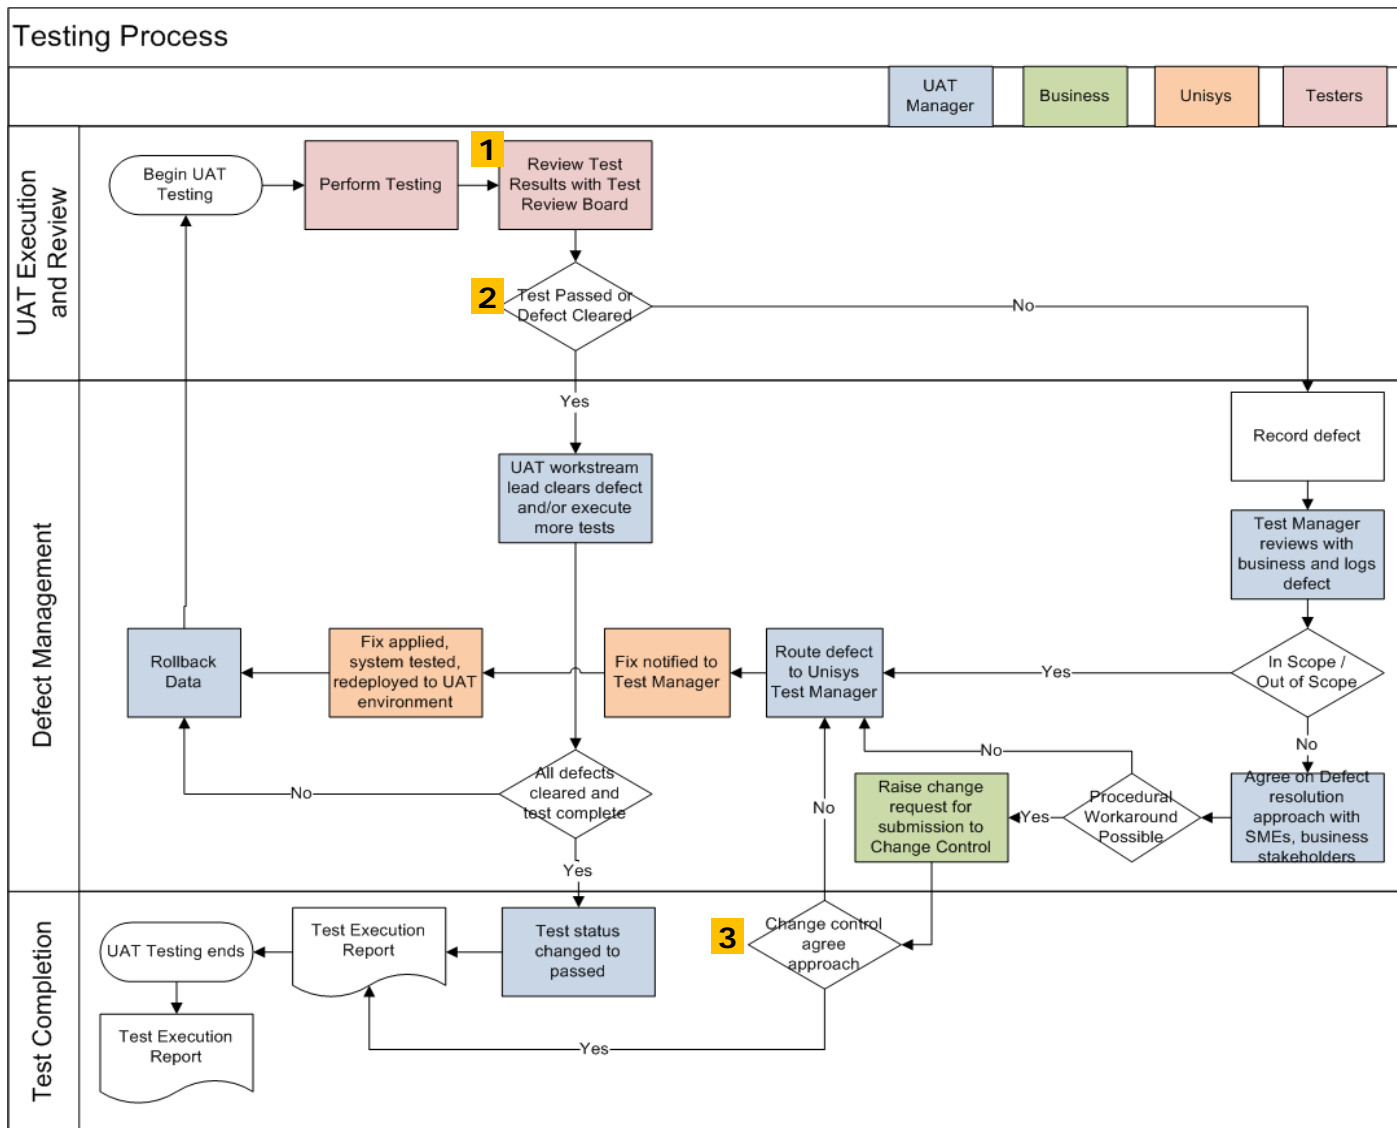 Testing Process
UAT
Manager
Business
Unisys
Testers
UAT Execution
and Review
Begin UAT
Testing
Perform Testing
1
Review Test
Results with Test
Review Board
2
Test Passed or
Defect Cleared
No
Yes
Defect Management
Record defect
UAT workstream
lead clears defect
and/or execute
more tests
Test Manager
reviews with
business and logs
defect
Rollback
Data
Fix applied,
system tested,
redeployed to UAT
environment
Fix notified to
Test Manager
Route defect
to Unisys
Test Manager
Yes
In Scope /
Out of Scope
No
No
All defects
cleared and
test complete
No
Yes
No
Raise change
request for
submission to
Change Control
Yes
Procedural
Workaround
Possible
Agree on Defect
resolution
approach with
SMEs, business
stakeholders
Test Completion
UAT Testing ends
Test Execution
Report
Test status
changed to
passed
3
Change control
agree
approach
Test Execution
Report
Yes